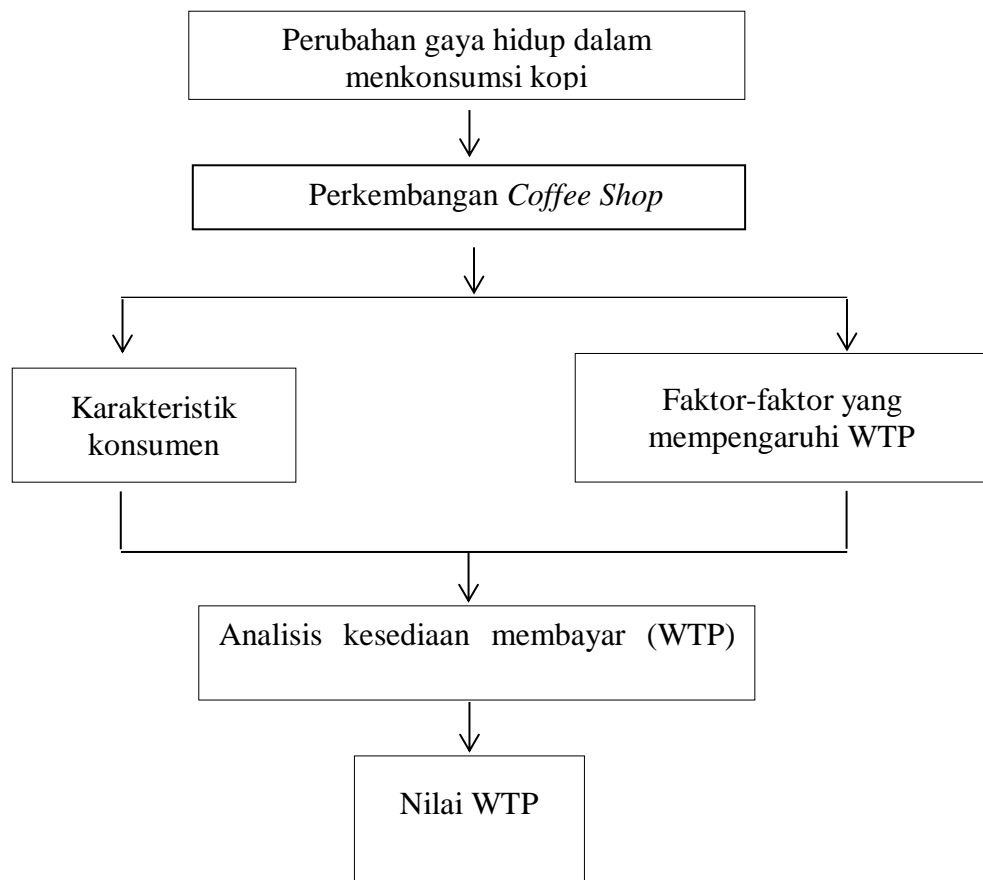 Perubahan gaya hidup dalam
menkonsumsi kopi
Perkembangan Coffee Shop
Karakteristik
konsumen
Faktor-faktor yang
mempengaruhi WTP
Analisis kesediaan membayar (WTP)
Nilai WTP